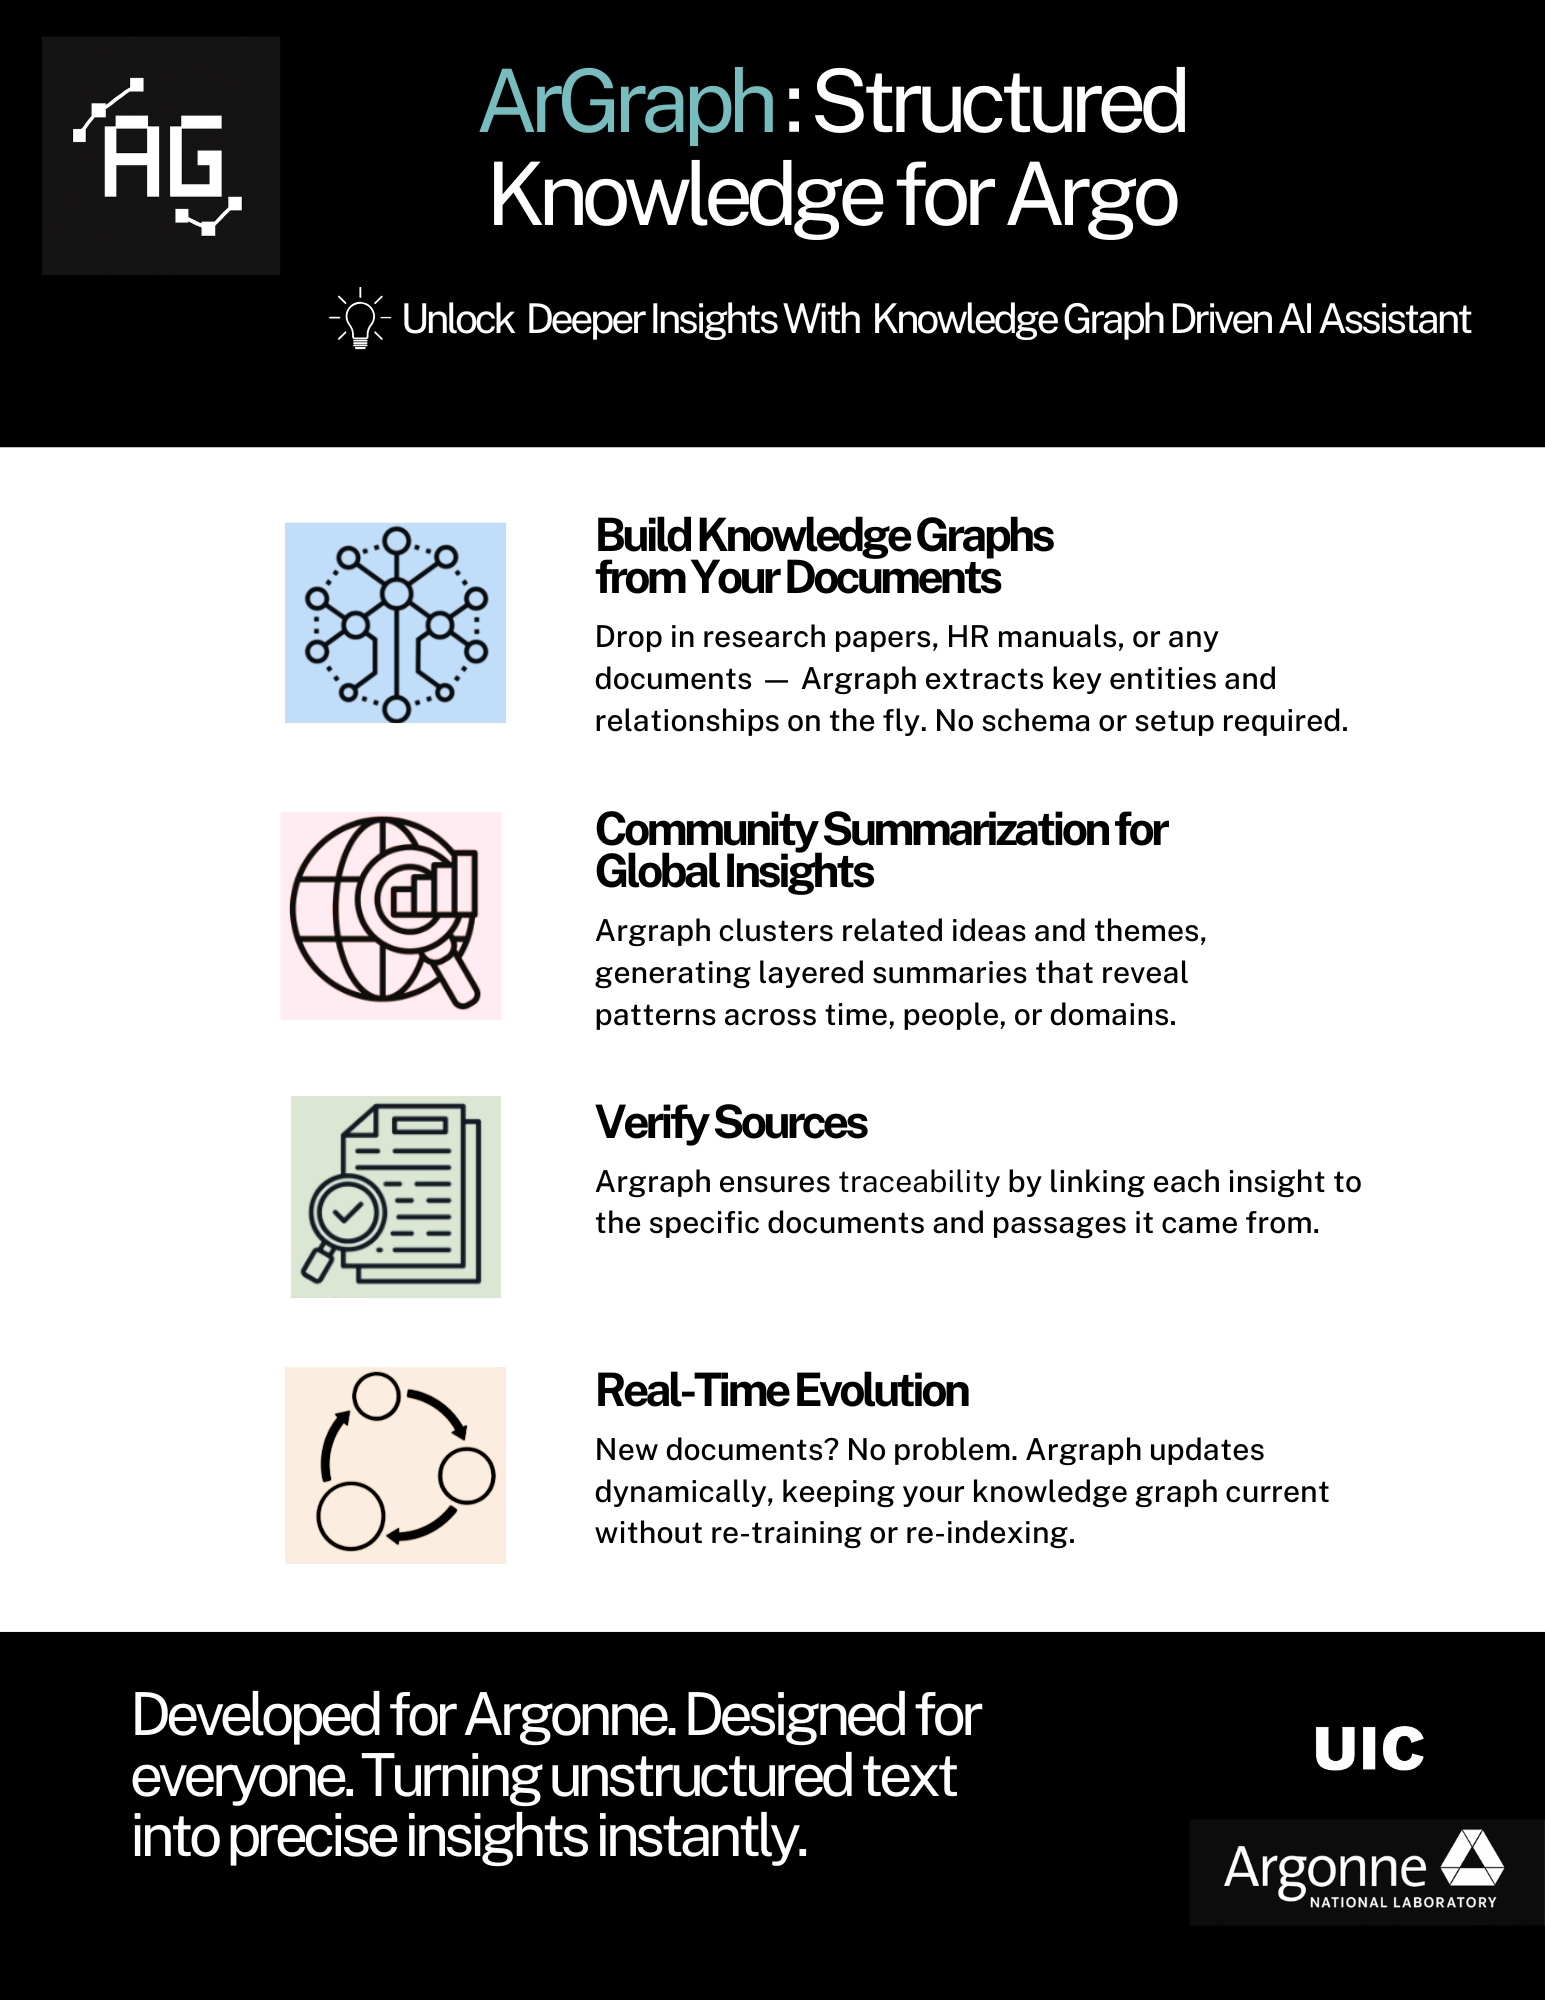 AG
ArGraph : Structured
Knowledge for Argo
Unlock Deeper Insights With Knowledge Graph Driven AI Assistant
Build Knowledge Graphs
from Your Documents
Drop in research papers, HR manuals, or any
documents — Argraph extracts key entities and
relationships on the fly. No schema or setup required.
Community Summarization for
Global Insights
Argraph clusters related ideas and themes,
generating layered summaries that reveal
patterns across time, people, or domains.
Verify Sources
Argraph ensures traceability by linking each insight to
the specific documents and passages it came from.
Real-Time Evolution
New documents? No problem. Argraph updates
dynamically, keeping your knowledge graph current
without re-training or re-indexing.
Developed for Argonne. Designed for
everyone. Turning unstructured text
into precise insights instantly.
UIC
Argonne
NATIONAL LABORATORY